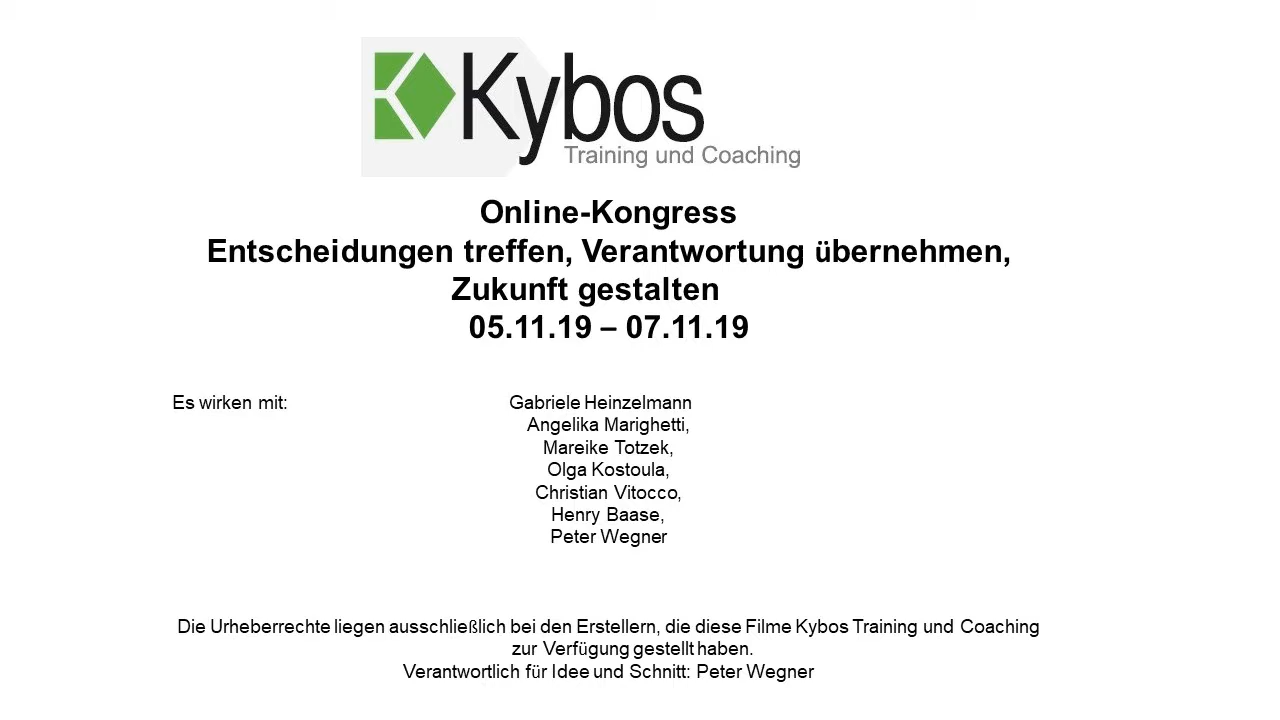 Kybos
Training und Coaching
Online-Kongress
Entscheidungen treffen, Verantwortung übernehmen,
Zukunft gestalten
05.11.19 – 07.11.19
Es wirken mit: Gabriele Heinzelmann
Angelika Marighetti,
Mareike Totzek,
Olga Kostoula,
Christian Vitocco,
Henry Baase,
Peter Wegner
Die Urheberrechte liegen ausschließlich bei den Erstellern, die diese Filme Kybos Training und Coaching
zur Verfügung gestellt haben.
Verantwortlich für Idee und Schnitt: Peter Wegner